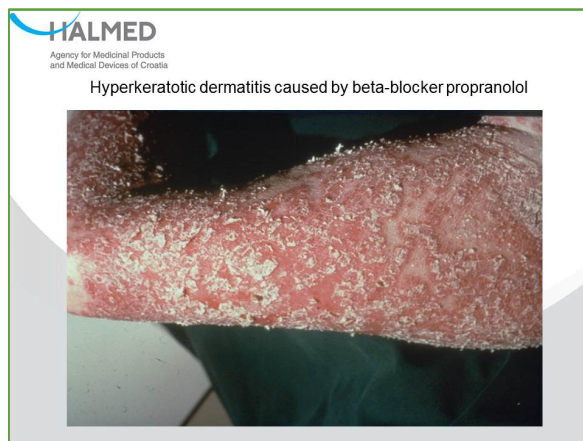 HALMED
Agency for Medicinal Products
and Medical Devices of Croatia
Hyperkeratotic dermatitis caused by beta-blocker propranolol